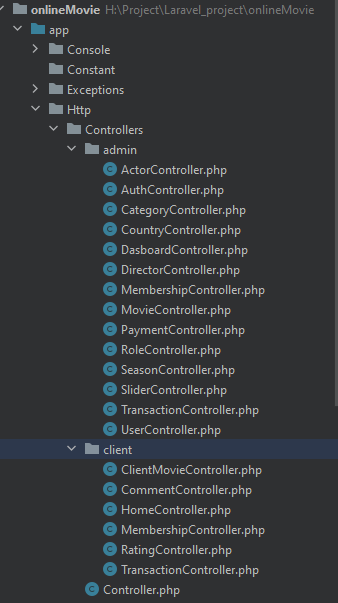 onlineMovie H:\Project\Laravel_project\onlineMovie
app
Console
Constant
Exceptions
Http
Controllers
admin
ActorController.php
AuthController.php
CategoryController.php
CountryController.php
DasboardController.php
DirectorController.php
MembershipController.php
MovieController.php
PaymentController.php
RoleController.php
SeasonController.php
SliderController.php
TransactionController.php
UserController.php
client
ClientMovieController.php
CommentController.php
HomeController.php
MembershipController.php
RatingController.php
TransactionController.php
Controller.php